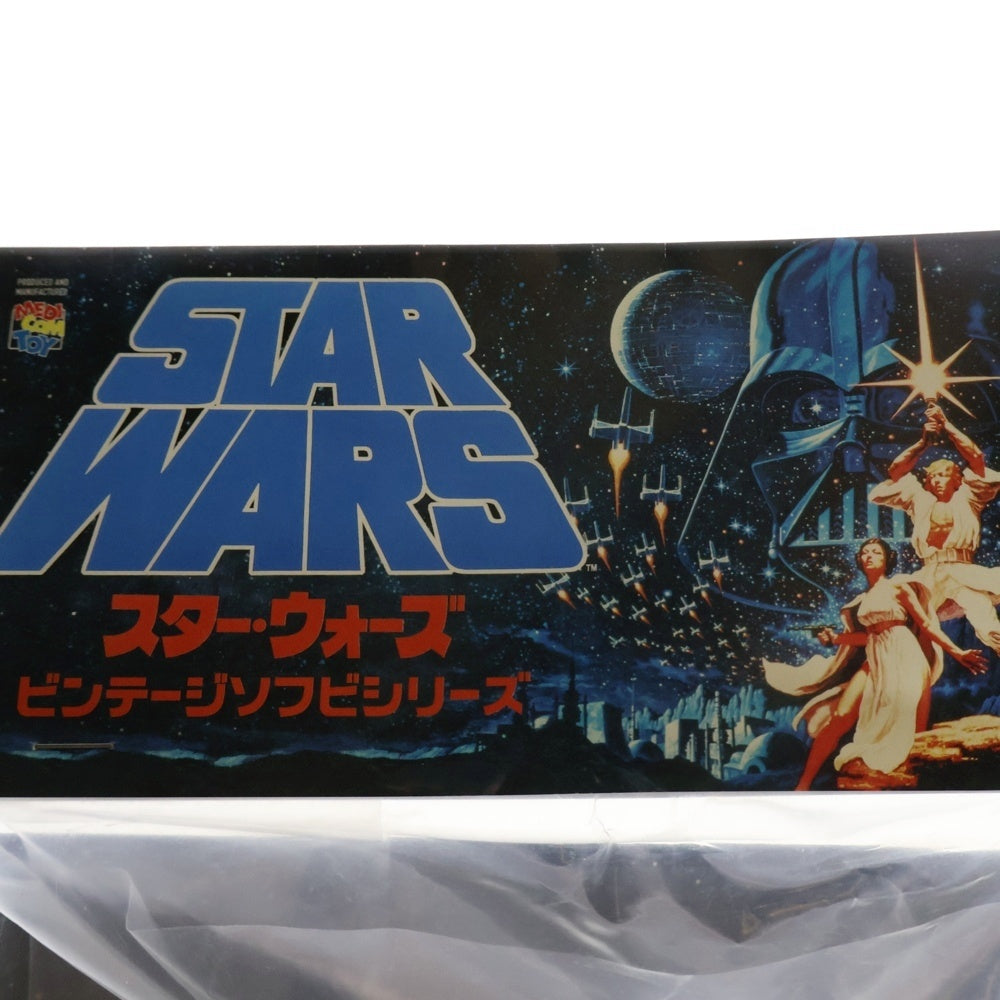 PRODUCED AND
MANUFACTURER
MEDI
COM
TOY
STAR
WARS
TM
スター・ウォーズ
ビンテージソフビシリーズ